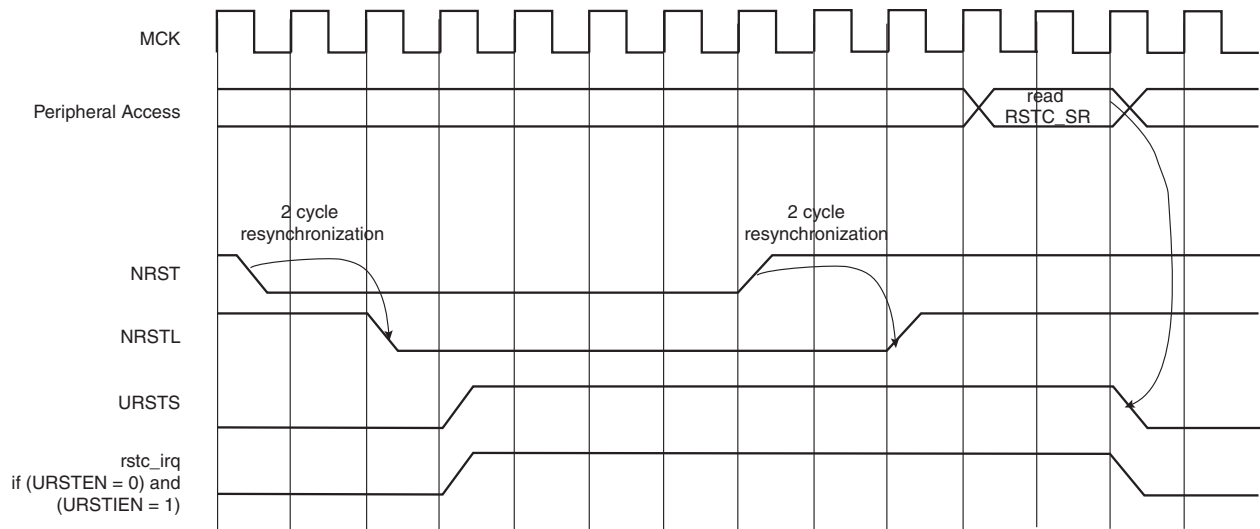 MCK
Peripheral Access
read
RSTC_SR
2 cycle
resynchronization
2 cycle
resynchronization
NRST
NRSTL
URSTS
rstc_irq
if (URSTEN = 0) and
(URSTIEN = 1)